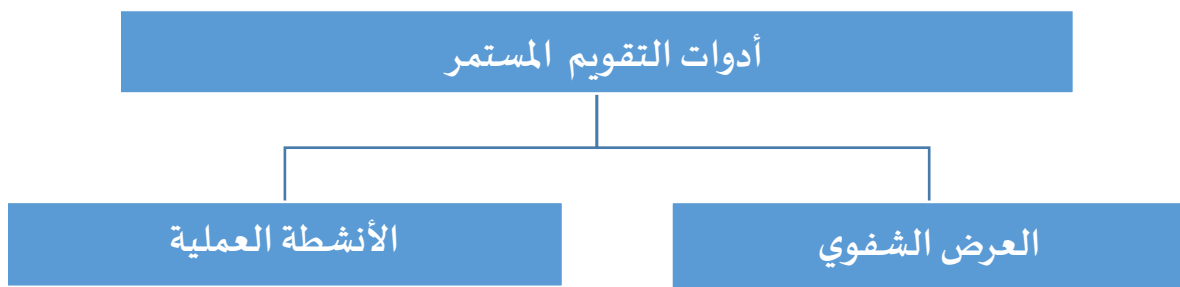 أدوات التقويم المستمر
العرض الشفوي
الأنشطة العملية